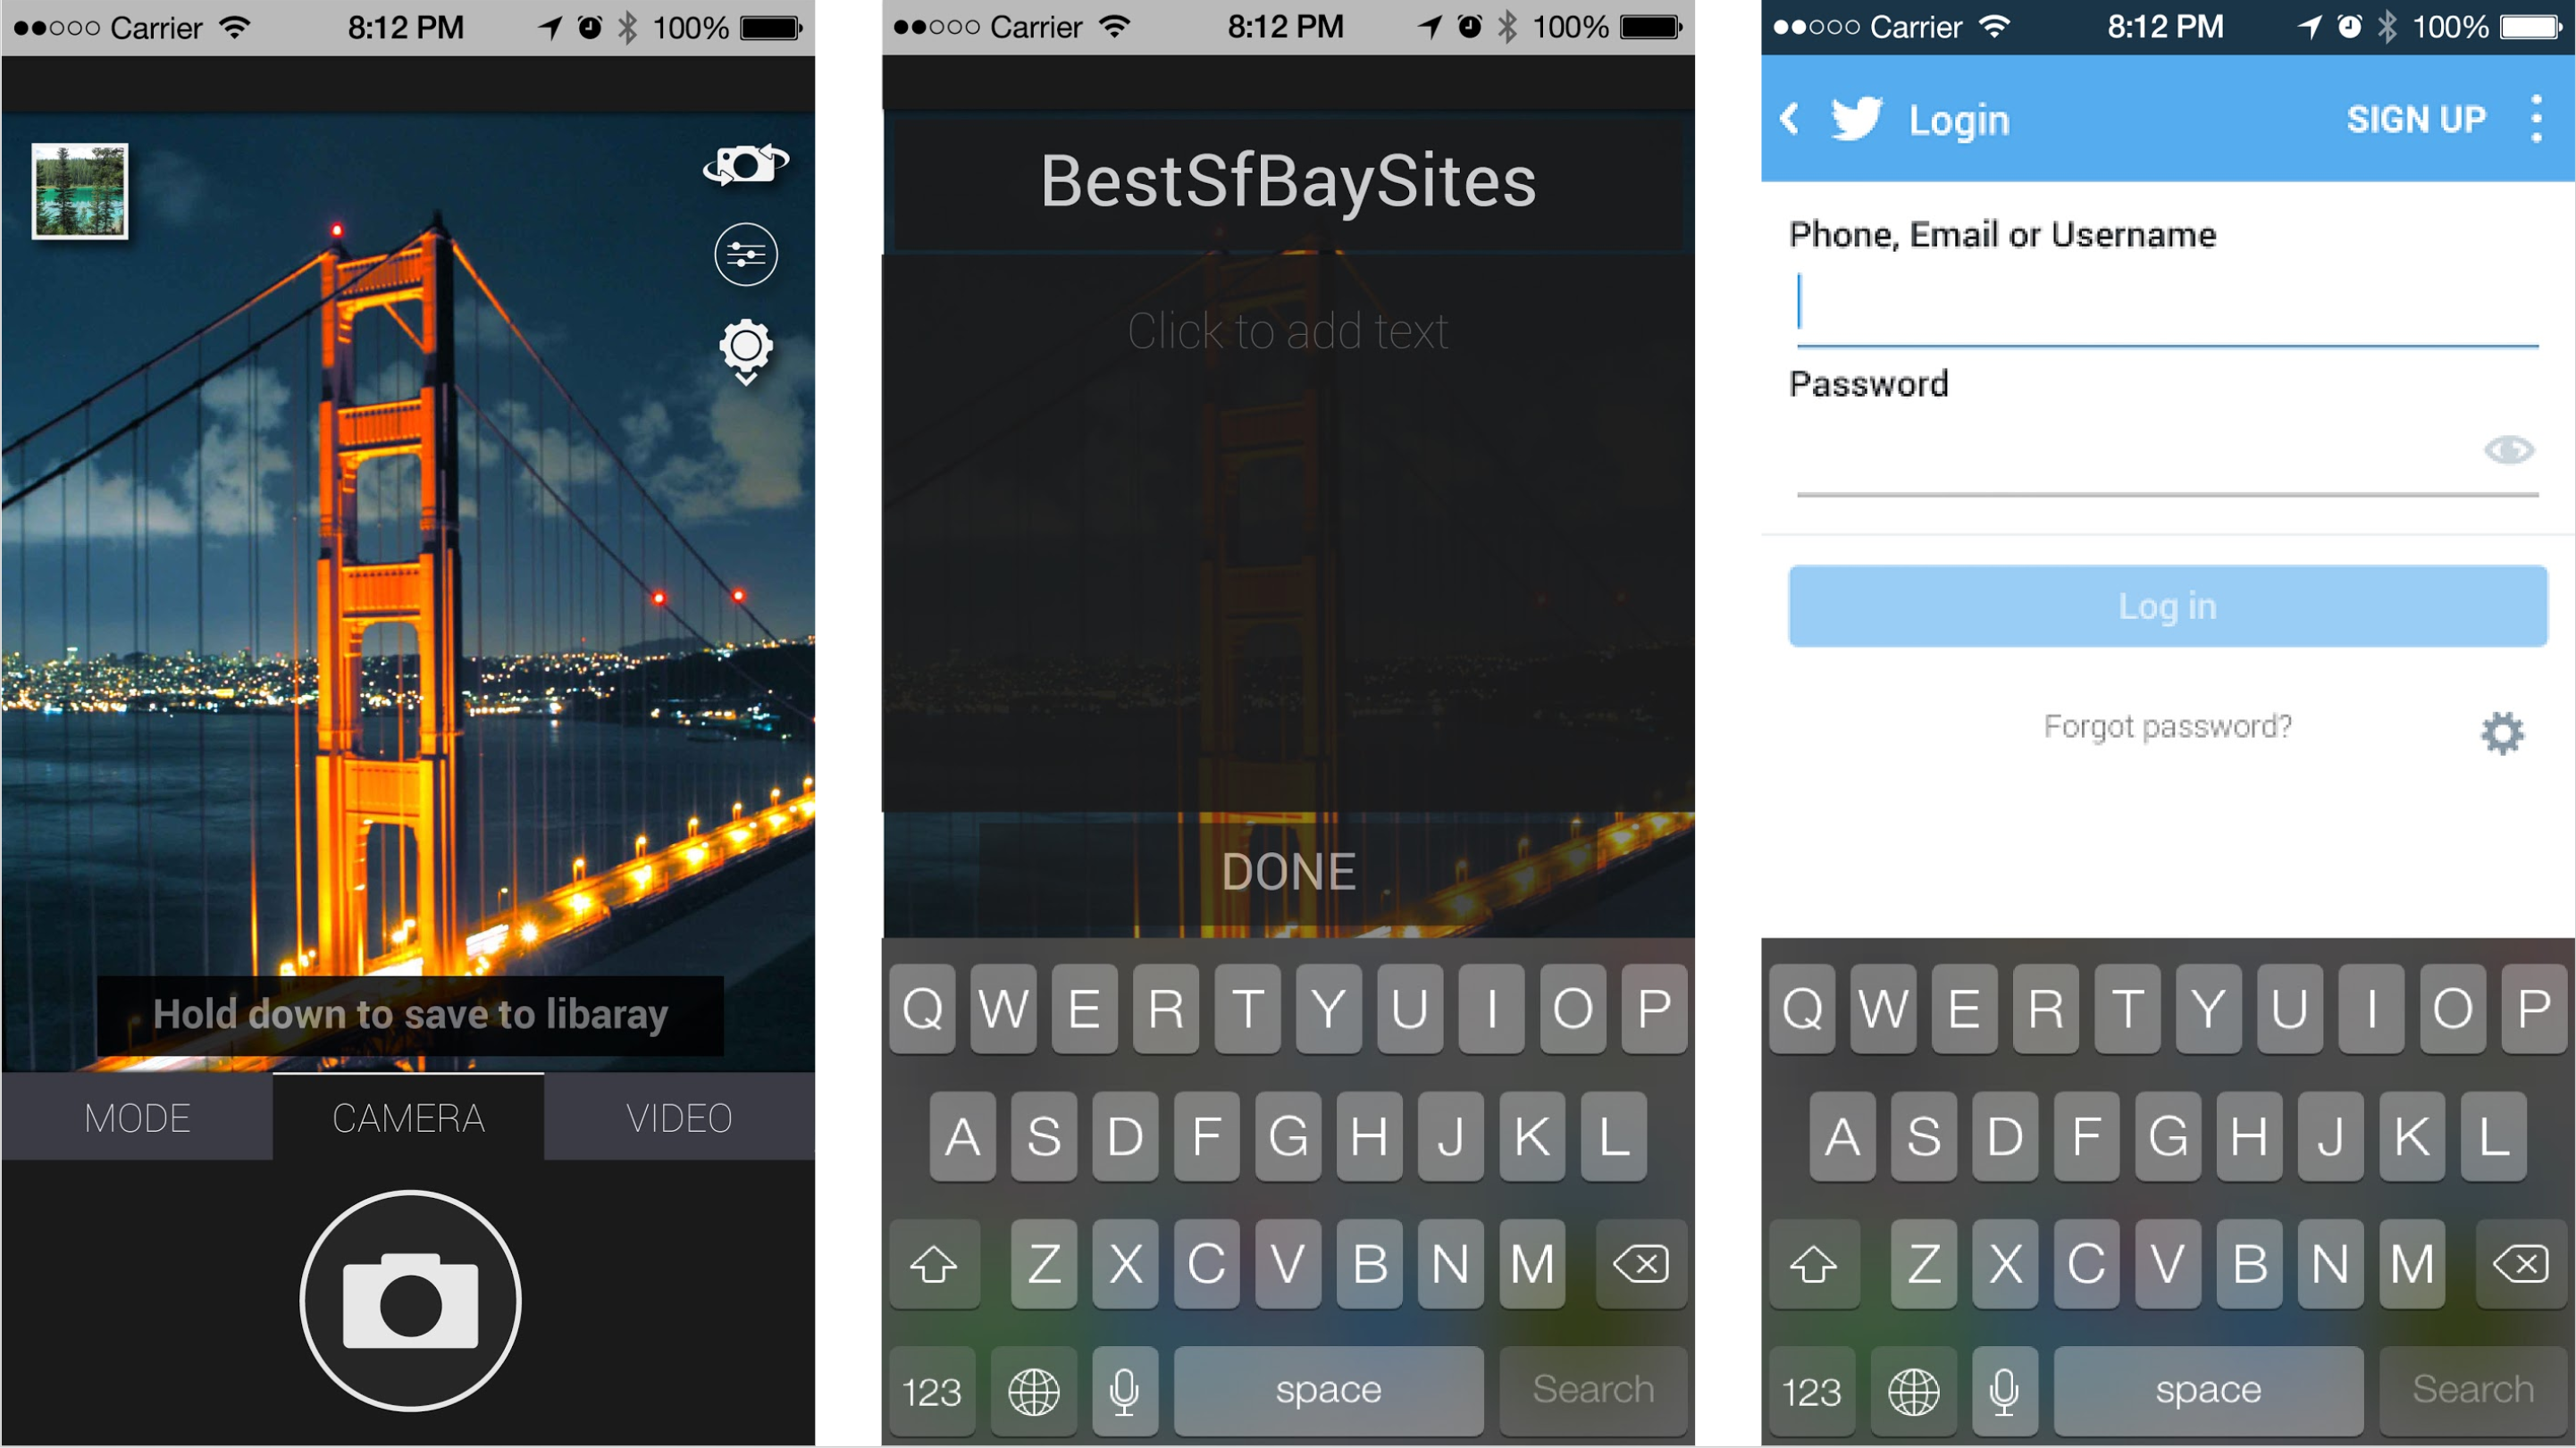 Carrier 8:12 PM 100%
Hold down to save to libaray
MODE CAMERA VIDEO
Carrier 8:12 PM 100%
BestSfBaySites
Click to add text
DONE
Q W E R T Y U I O P
A S D F G H J K L
Z X C V B N M
123 space Search
Carrier 8:12 PM 100%
Login SIGN UP
Phone, Email or Username
Password
Log in
Forgot password?
Q W E R T Y U I O P
A S D F G H J K L
Z X C V B N M
123 space Search